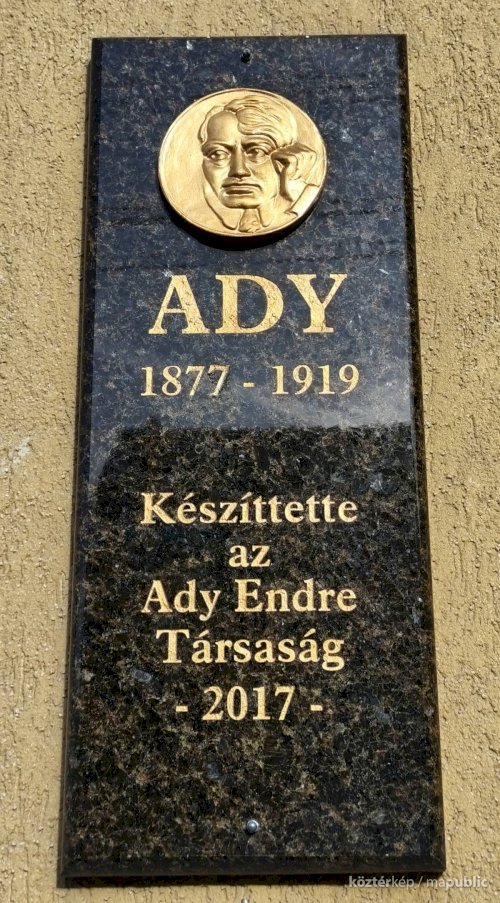 ADY
1877 - 1919
Készíttette
az
Ady Endre
Társaság
- 2017 -
köztérkép / mapublic